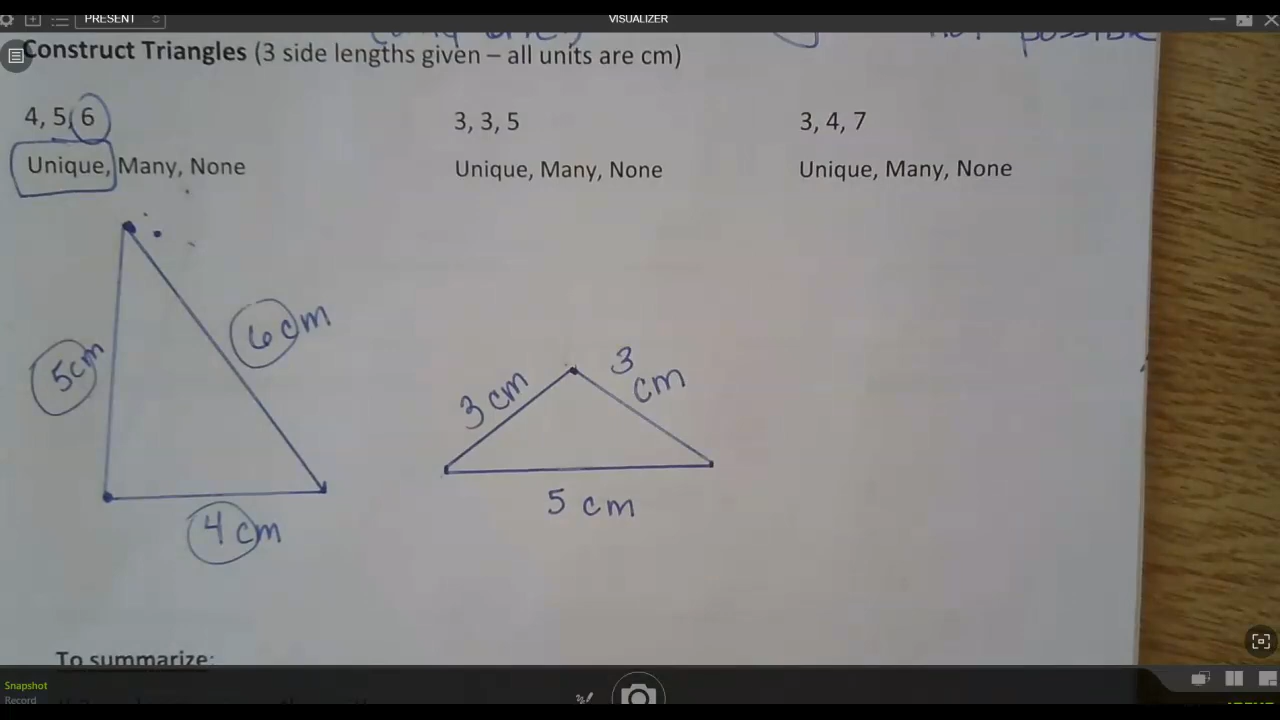 PRESENT
VISUALIZER
not possible
Construct Triangles (3 side lengths given – all units are cm)
4, 5, 6
3, 3, 5
3, 4, 7
Unique, Many, None
Unique, Many, None
Unique, Many, None
6cm
5cm
3 cm
3
cm
5 cm
4 cm
To summarize:
Snapshot
Record